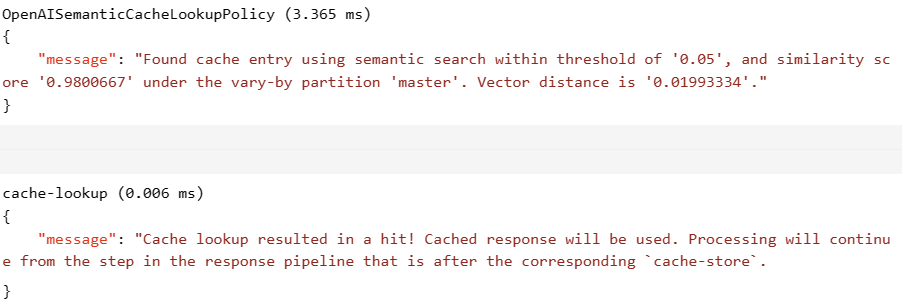 OpenAISemanticCacheLookupPolicy (3.365 ms)
{
    "message": "Found cache entry using semantic search within threshold of '0.05', and similarity sc
ore '0.9800667' under the vary-by partition 'master'. Vector distance is '0.01993334'."
}
cache-lookup (0.006 ms)
{
    "message": "Cache lookup resulted in a hit! Cached response will be used. Processing will continu
e from the step in the response pipeline that is after the corresponding `cache-store`.
}